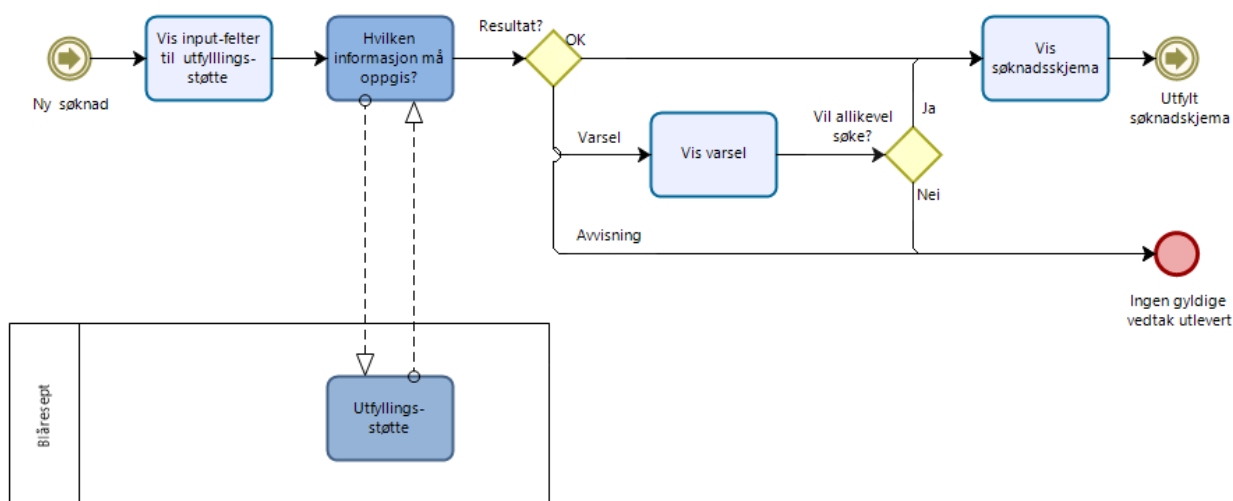 Ny søknad
Vis input-felter
til utfylllings-
støtte
Hvilken
informasjon må
oppgis?
Resultat?
OK
Varsel
Vis varsel
Vil allikevel
søke?
Ja
Nei
Vis
søknadsskjema
Utfylt
søknadskjema
Avvisning
Ingen gyldige
vedtak utlevert
Blåresept
Utfyllings-
støtte